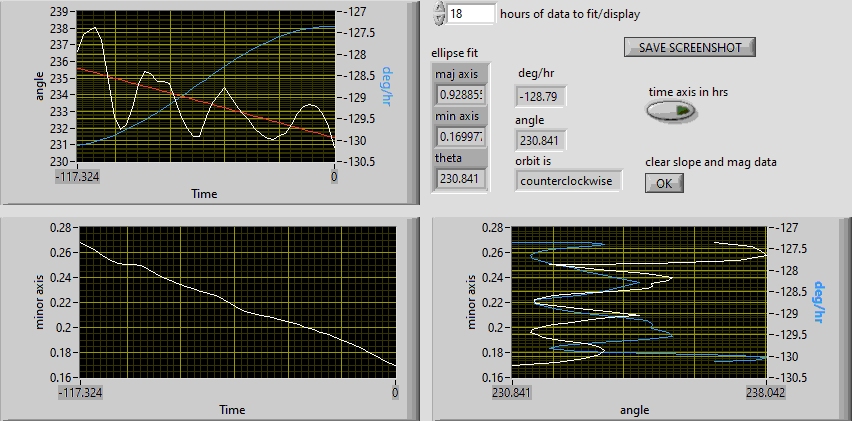 239
238
237
236
235
234
233
232
231
230
angle
-127
-127.5
-128
-128.5
-129
-129.5
-130
-130.5
deg/hr
-117.324
0
Time
18 hours of data to fit/display
SAVE SCREENSHOT
ellipse fit
maj axis
0.92885
min axis
0.16997
theta
230.841
deg/hr
-128.79
angle
230.841
orbit is
counterclockwise
time axis in hrs
clear slope and mag data
OK
0.28
0.26
0.24
0.22
0.2
0.18
0.16
minor axis
-117.324
0
Time
0.28
0.26
0.24
0.22
0.2
0.18
0.16
minor axis
-127
-127.5
-128
-128.5
-129
-129.5
-130
-130.5
deg/hr
230.841
238.042
angle